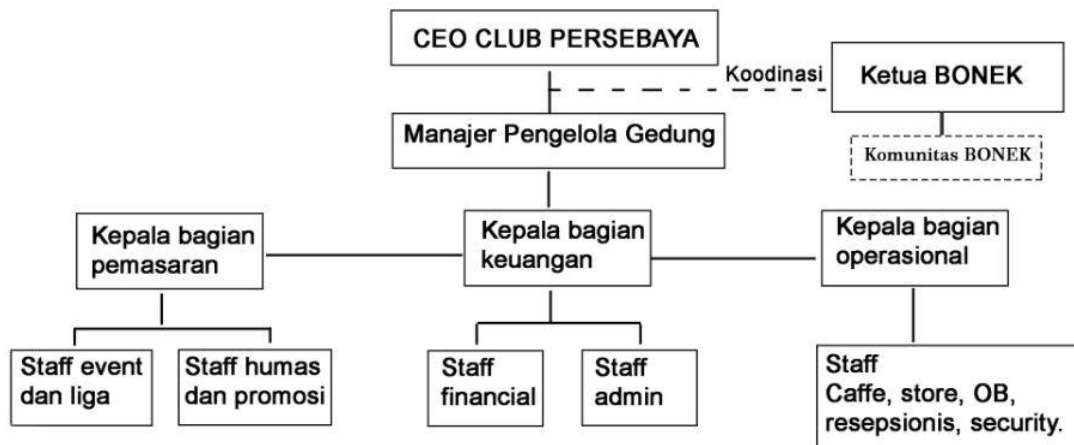 CEO CLUB PERSEBAYA
Koodinasi
Ketua BONEK
Manajer Pengelola Gedung
Komunitas BONEK
Kepala bagian
pemasaran
Kepala bagian
keuangan
Kepala bagian
operasional
Staff event
dan liga
Staff humas
dan promosi
Staff
financial
Staff
admin
Staff
Caffe, store, OB,
resepsionis, security.